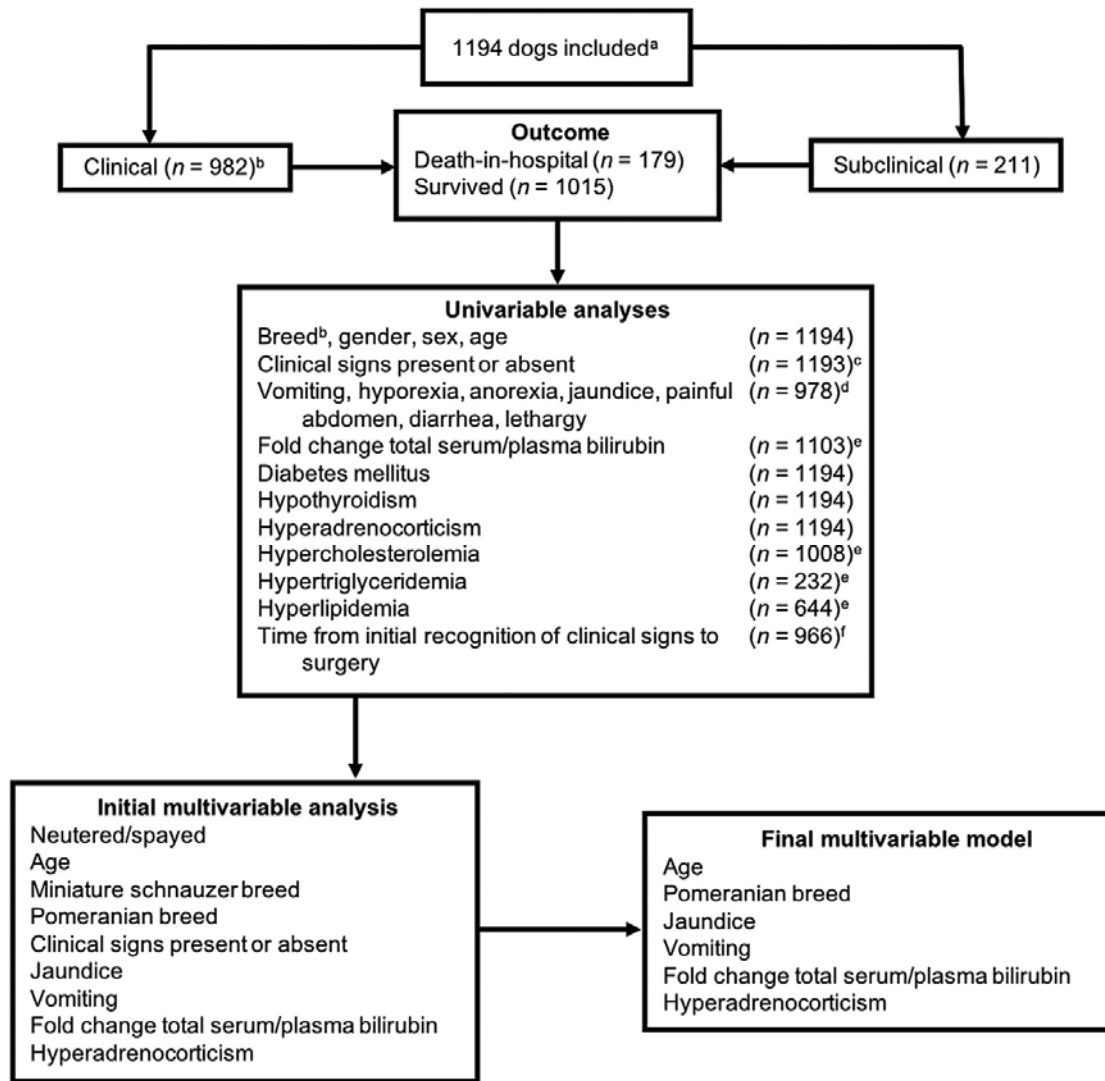 1194 dogs includedᵃ
Clinical (n = 982)ᵇ
Outcome
Death-in-hospital (n = 179)
Survived (n = 1015)
Subclinical (n = 211)
Univariable analyses
Breedᵇ, gender, sex, age (n = 1194)
Clinical signs present or absent (n = 1193)ᶜ
Vomiting, hyporexia, anorexia, jaundice, painful (n = 978)ᵈ
abdomen, diarrhea, lethargy
Fold change total serum/plasma bilirubin (n = 1103)ᵉ
Diabetes mellitus (n = 1194)
Hypothyroidism (n = 1194)
Hyperadrenocorticism (n = 1194)
Hypercholesterolemia (n = 1008)ᵉ
Hypertriglyceridemia (n = 232)ᵉ
Hyperlipidemia (n = 644)ᵉ
Time from initial recognition of clinical signs to (n = 966)ᶠ
surgery
Initial multivariable analysis
Neutered/spayed
Age
Miniature schnauzer breed
Pomeranian breed
Clinical signs present or absent
Jaundice
Vomiting
Fold change total serum/plasma bilirubin
Hyperadrenocorticism
Final multivariable model
Age
Pomeranian breed
Jaundice
Vomiting
Fold change total serum/plasma bilirubin
Hyperadrenocorticism